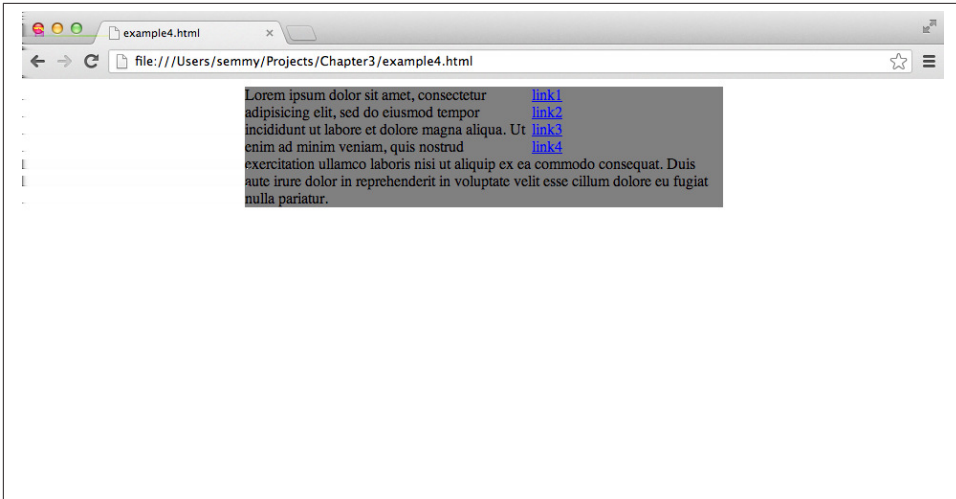 example4.html
file:///Users/semmy/Projects/Chapter3/example4.html
Lorem ipsum dolor sit amet, consectetur link1
adipisicing elit, sed do eiusmod tempor link2
incididunt ut labore et dolore magna aliqua. Ut link3
enim ad minim veniam, quis nostrud link4
exercitation ullamco laboris nisi ut aliquip ex ea commodo consequat. Duis
aute irure dolor in reprehenderit in voluptate velit esse cillum dolore eu fugiat
nulla pariatur.